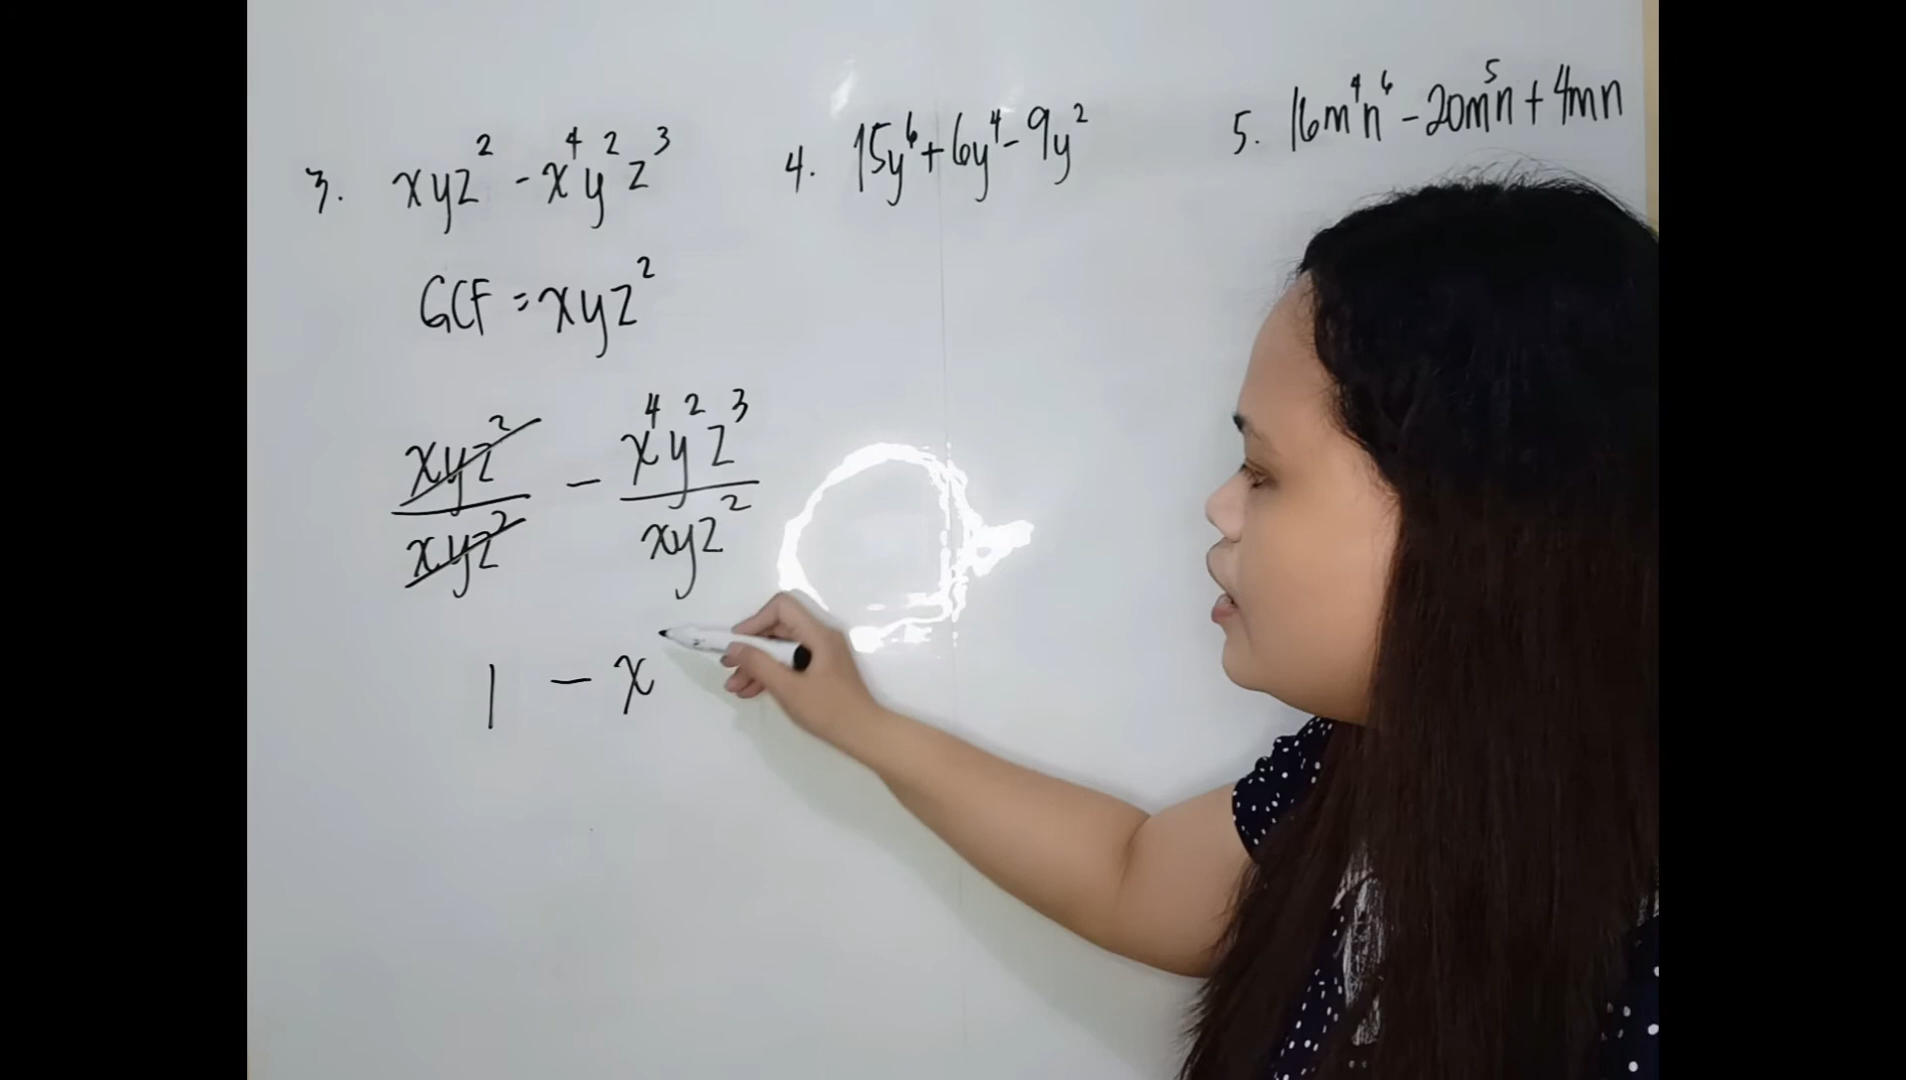 3. xyz² - x⁴y²z³
GCF = xyz²
xyz²/xyz² - x⁴y²z³/xyz²
1 - x
4. 15y⁶ + 6y⁴ - 9y²
5. 16m⁴n⁶ - 20m⁵n + 4mn